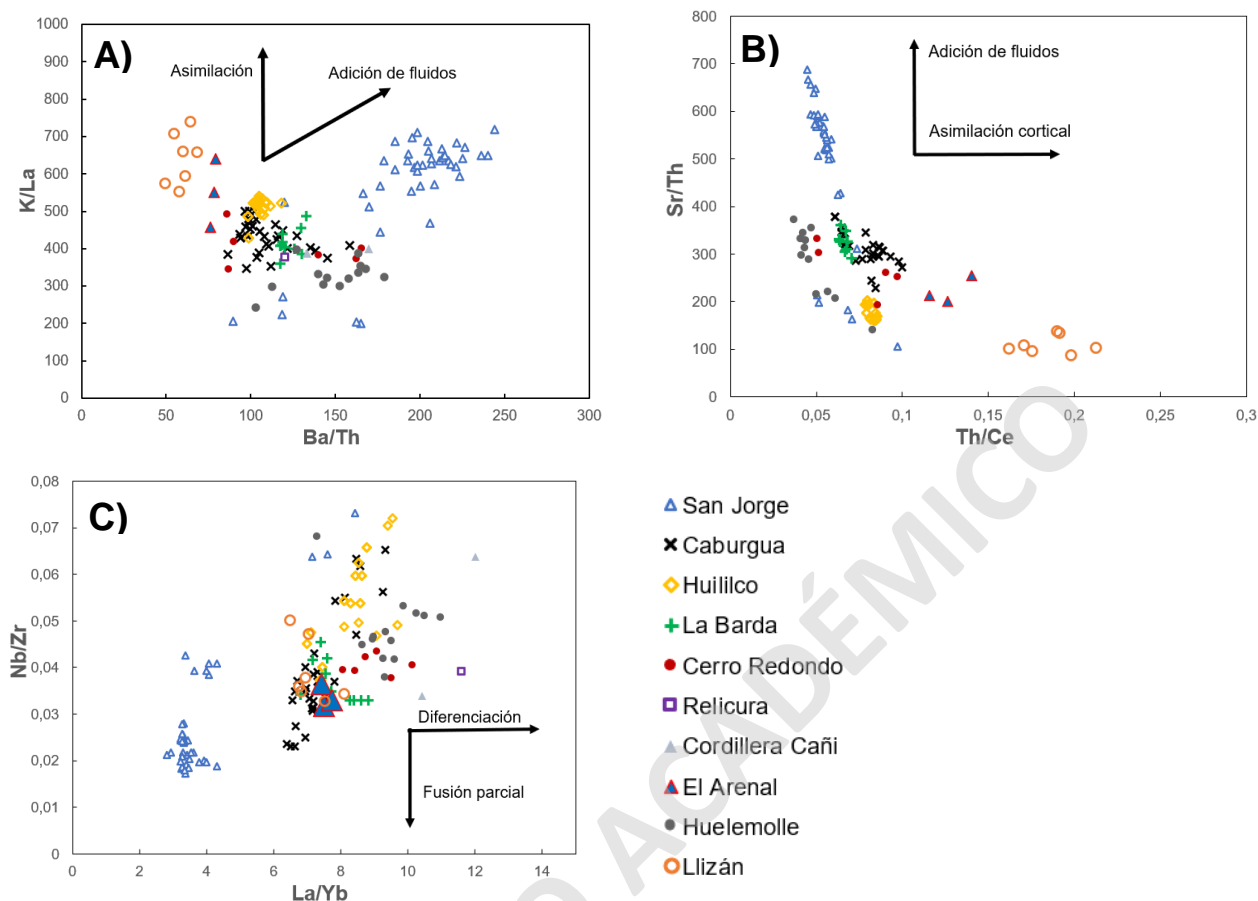 A)
K/La
1000
900
800
700
600
500
400
300
200
100
0
Asimilación
Adición de fluidos
0
50
100
150
200
250
300
Ba/Th
B)
Sr/Th
800
700
600
500
400
300
200
100
0
Adición de fluidos
Asimilación cortical
0
0,05
0,1
0,15
0,2
0,25
0,3
Th/Ce
C)
Nb/Zr
0,08
0,07
0,06
0,05
0,04
0,03
0,02
0,01
0
Diferenciación
Fusión parcial
0
2
4
6
8
10
12
14
La/Yb
San Jorge
Caburgua
Huililco
La Barda
Cerro Redondo
Relicura
Cordillera Cañi
El Arenal
Huelemolle
Llizán
O ACADÉMICO